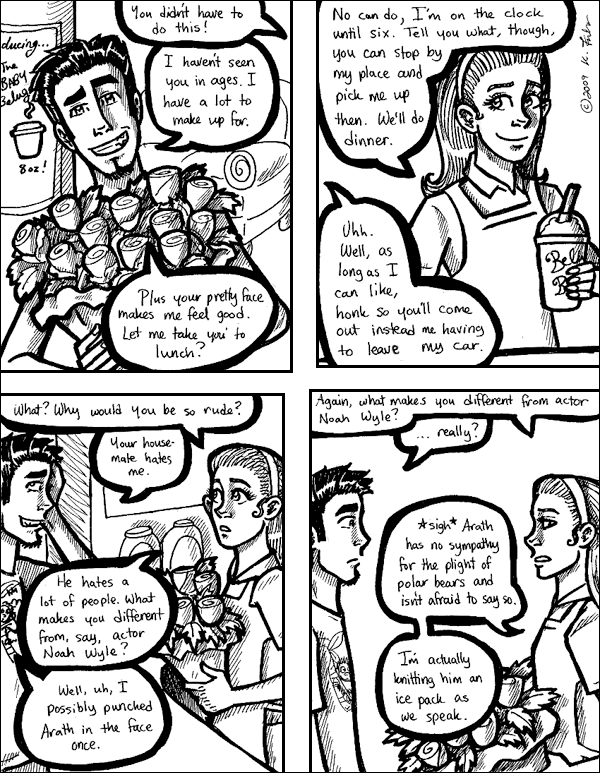 You didn't have to
do this!
I haven't seen
you in ages. I
have a lot to
make up for.
ducing...
The
BABY
Beluga
8oz!
Plus your pretty face
makes me feel good.
Let me take you to
lunch?
No can do, I'm on the clock
until six. Tell you what, though,
you can stop by
my place and
pick me up
then. We'll do
dinner.
©2009 K.
Uhh.
Well, as
long as I
can like,
honk so you'll come
out instead me having
to leave my car.
What? Why would you be so rude?
Your house-
mate hates
me.
He hates a
lot of people. What
makes you different
from, say, actor
Noah Wyle?
Well, uh, I
possibly punched
Arath in the face
once.
Again, what makes you different from actor
Noah Wyle?
... really?
*sigh* Arath
has no sympathy
for the plight of
polar bears and
isn't afraid to say so.
I'm actually
knitting him an
ice pack as
we speak.